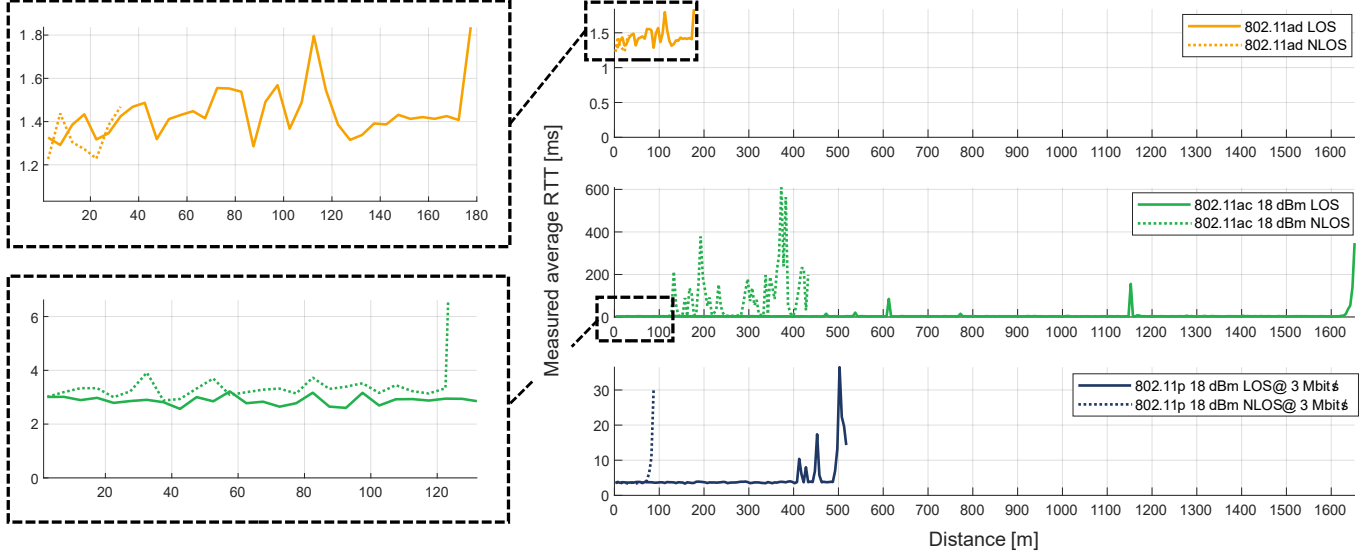 1.8
1.6
1.4
1.2
20 40 60 80 100 120 140 160 180
6
4
2
0
20 40 60 80 100 120
Measured average RTT [ms]
1.5
1
0.5
0
0 100 200 300 400 500 600 700 800 900 1000 1100 1200 1300 1400 1500 1600
802.11ad LOS
802.11ad NLOS
600
400
200
0
0 100 200 300 400 500 600 700 800 900 1000 1100 1200 1300 1400 1500 1600
802.11ac 18 dBm LOS
802.11ac 18 dBm NLOS
30
20
10
0
0 100 200 300 400 500 600 700 800 900 1000 1100 1200 1300 1400 1500 1600
802.11p 18 dBm LOS@ 3 Mbit/s
802.11p 18 dBm NLOS@ 3 Mbit/s
Distance [m]